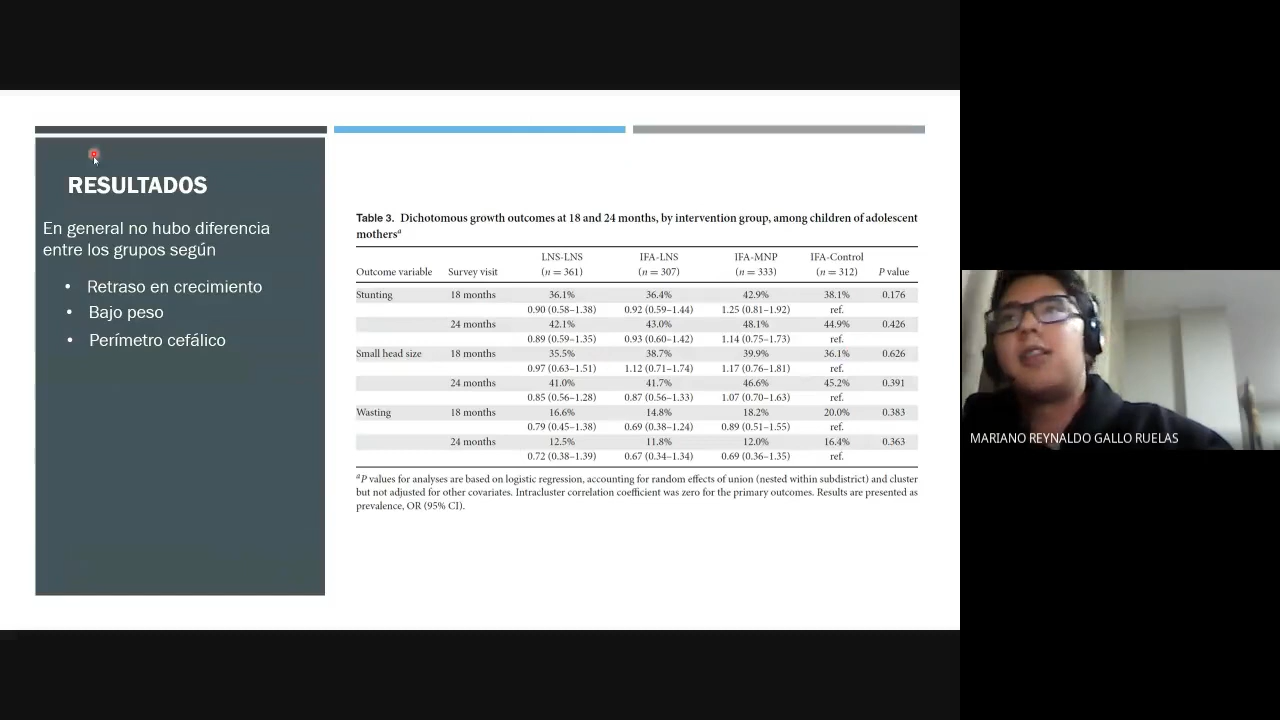 RESULTADOS
En general no hubo diferencia
entre los grupos según
• Retraso en crecimiento
• Bajo peso
• Perímetro cefálico
Table 3. Dichotomous growth outcomes at 18 and 24 months, by intervention group, among children of adolescent
mothersᵃ
LNS-LNS IFA-LNS IFA-MNP IFA-Control
Outcome variable Survey visit (n = 361) (n = 307) (n = 333) (n = 312) P value
Stunting 18 months 36.1% 36.4% 42.9% 38.1% 0.176
0.90 (0.58–1.38) 0.92 (0.59–1.44) 1.25 (0.81–1.92) ref.
24 months 42.1% 43.0% 48.1% 44.9% 0.426
0.89 (0.59–1.35) 0.93 (0.60–1.42) 1.14 (0.75–1.73) ref.
Small head size 18 months 35.5% 38.7% 39.9% 36.1% 0.626
0.97 (0.63–1.51) 1.12 (0.71–1.74) 1.17 (0.76–1.81) ref.
24 months 41.0% 41.7% 46.6% 45.2% 0.391
0.85 (0.56–1.28) 0.87 (0.56–1.33) 1.07 (0.70–1.63) ref.
Wasting 18 months 16.6% 14.8% 18.2% 20.0% 0.383
0.79 (0.45–1.38) 0.69 (0.38–1.24) 0.89 (0.51–1.55) ref.
24 months 12.5% 11.8% 12.0% 16.4% 0.363
0.72 (0.38–1.39) 0.67 (0.34–1.34) 0.69 (0.36–1.35) ref.
ᵃP values for analyses are based on logistic regression, accounting for random effects of union (nested within subdistrict) and cluster
but not adjusted for other covariates. Intracluster correlation coefficient was zero for the primary outcomes. Results are presented as
prevalence, OR (95% CI).
MARIANO REYNALDO GALLO RUELAS